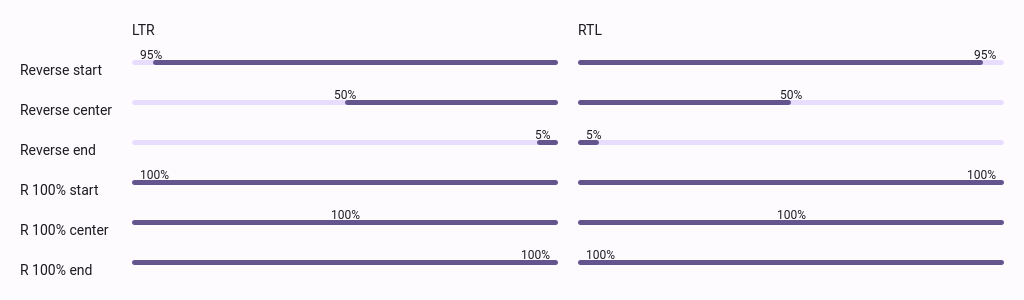 LTR RTL
95% 95%
Reverse start
50% 50%
Reverse center
5% 5%
Reverse end
100% 100%
R 100% start
100% 100%
R 100% center
100% 100%
R 100% end